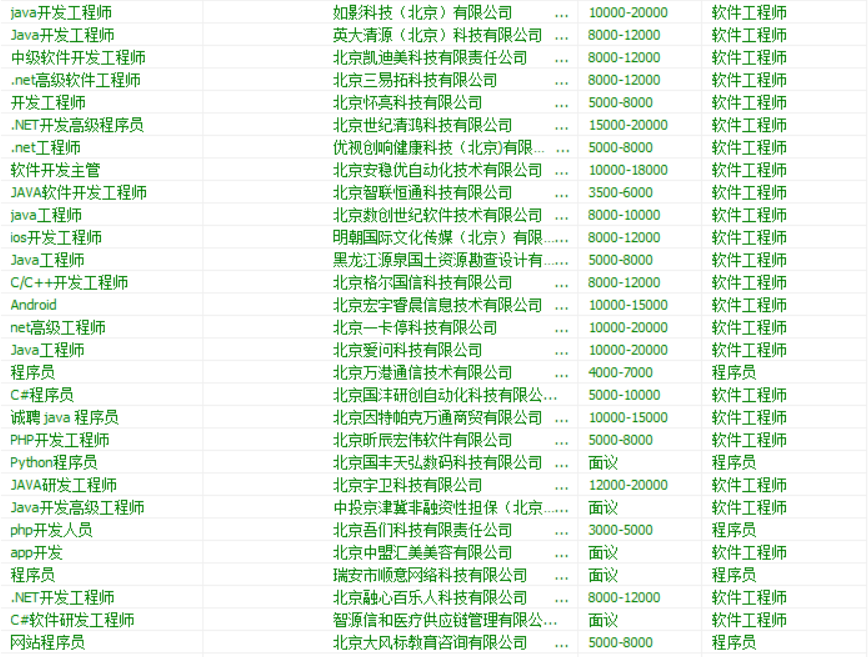 java开发工程师 如影科技（北京）有限公司 ... 10000-20000 软件工程师
Java开发工程师 英大清源（北京）科技有限公司 ... 8000-12000 软件工程师
中级软件开发工程师 北京凯迪美科技有限责任公司 ... 8000-12000 软件工程师
.net高级软件工程师 北京三易拓科技有限公司 ... 8000-12000 软件工程师
开发工程师 北京怀亮科技有限公司 ... 5000-8000 软件工程师
.NET开发高级程序员 北京世纪清鸿科技有限公司 ... 15000-20000 软件工程师
.net工程师 优视创响健康科技（北京)有限... ... 5000-8000 软件工程师
软件开发主管 北京安稳优自动化技术有限公司 ... 10000-18000 软件工程师
JAVA软件开发工程师 北京智联恒通科技有限公司 ... 3500-6000 软件工程师
java工程师 北京数创世纪软件技术有限公司 ... 8000-10000 软件工程师
ios开发工程师 明朝国际文化传媒（北京）有限...... 8000-12000 软件工程师
Java工程师 黑龙江源泉国土资源勘查设计有...... 5000-8000 软件工程师
C/C++开发工程师 北京格尔国信科技有限公司 ... 8000-12000 软件工程师
Android 北京宏宇睿晨信息技术有限公司 ... 10000-15000 软件工程师
net高级工程师 北京一卡停科技有限公司 ... 10000-20000 软件工程师
Java工程师 北京爱问科技有限公司 ... 10000-20000 软件工程师
程序员 北京万港通信技术有限公司 ... 4000-7000 程序员
C#程序员 北京国沣研创自动化科技有限公... 5000-10000 软件工程师
诚聘 java 程序员 北京因特帕克万通商贸有限公司 ... 10000-15000 软件工程师
PHP开发工程师 北京昕辰宏伟软件有限公司 ... 5000-8000 软件工程师
Python程序员 北京国丰天弘数码科技有限公司 ... 面议 程序员
JAVA研发工程师 北京宇卫科技有限公司 ... 12000-20000 软件工程师
Java开发高级工程师 中投京津冀非融资性担保（北京...... 面议 软件工程师
php开发人员 北京吾们科技有限责任公司 ... 3000-5000 程序员
app开发 北京中盟汇美美容有限公司 ... 面议 软件工程师
程序员 瑞安市顺意网络科技有限公司 ... 面议 程序员
.NET开发工程师 北京融心百乐人科技有限公司 ... 8000-12000 软件工程师
C#软件研发工程师 智源信和医疗供应链管理有限公... 面议 软件工程师
网站程序员 北京大风标教育咨询有限公司 ... 5000-8000 程序员